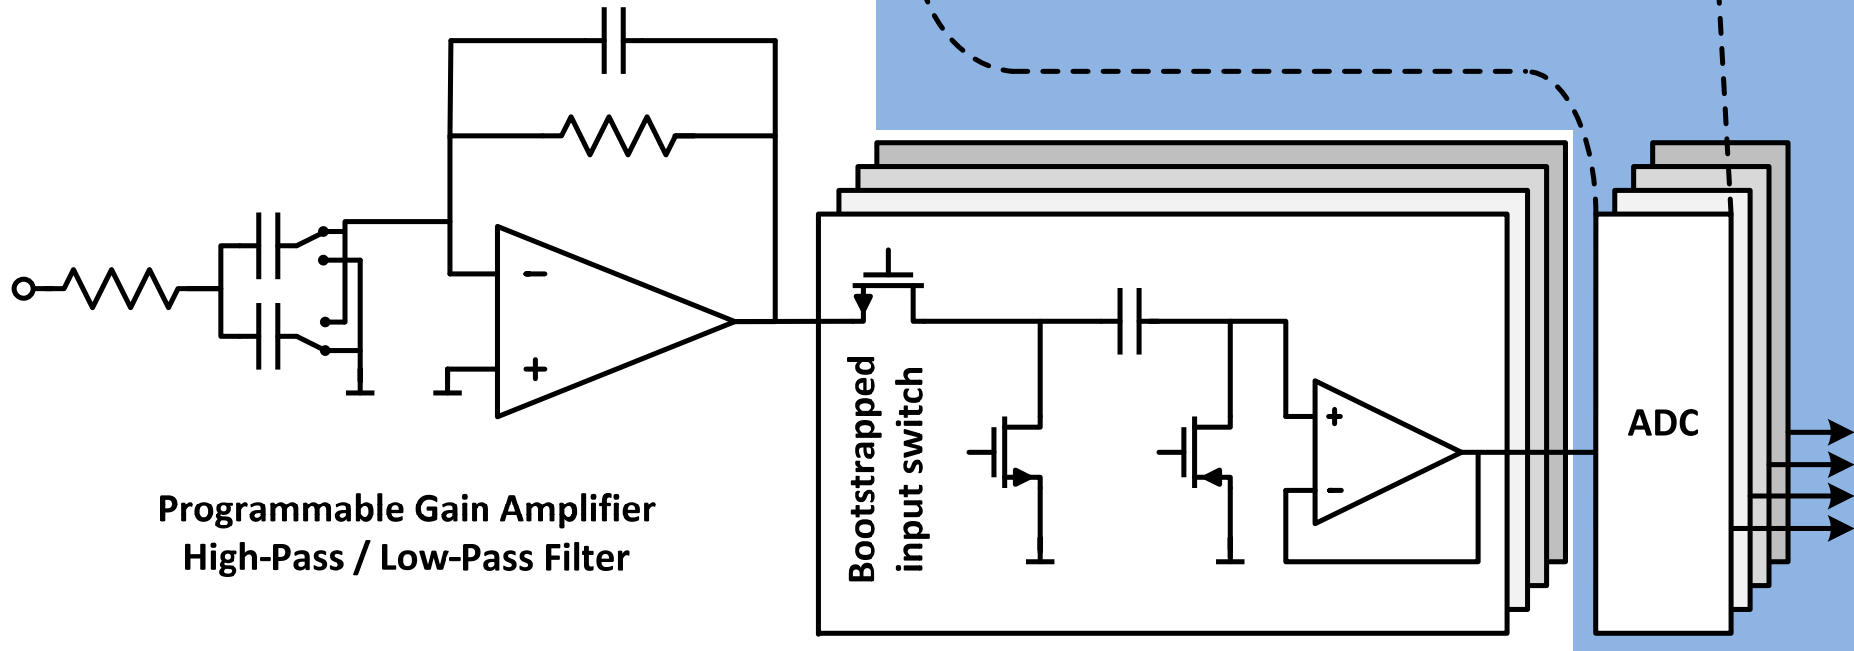 Programmable Gain Amplifier
High-Pass / Low-Pass Filter
Bootstrapped
input switch
ADC